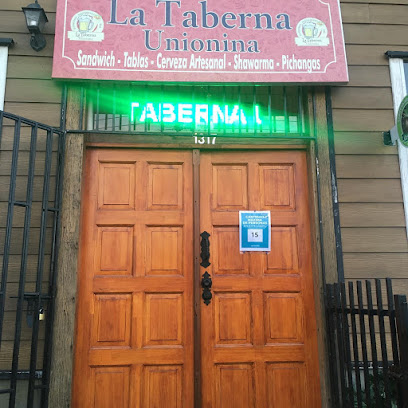 La Taberna
Unionina
Sandwich - Tablas - Cerveza Artesanal - Shawarma - Pichangas
TABERNA
1317
15